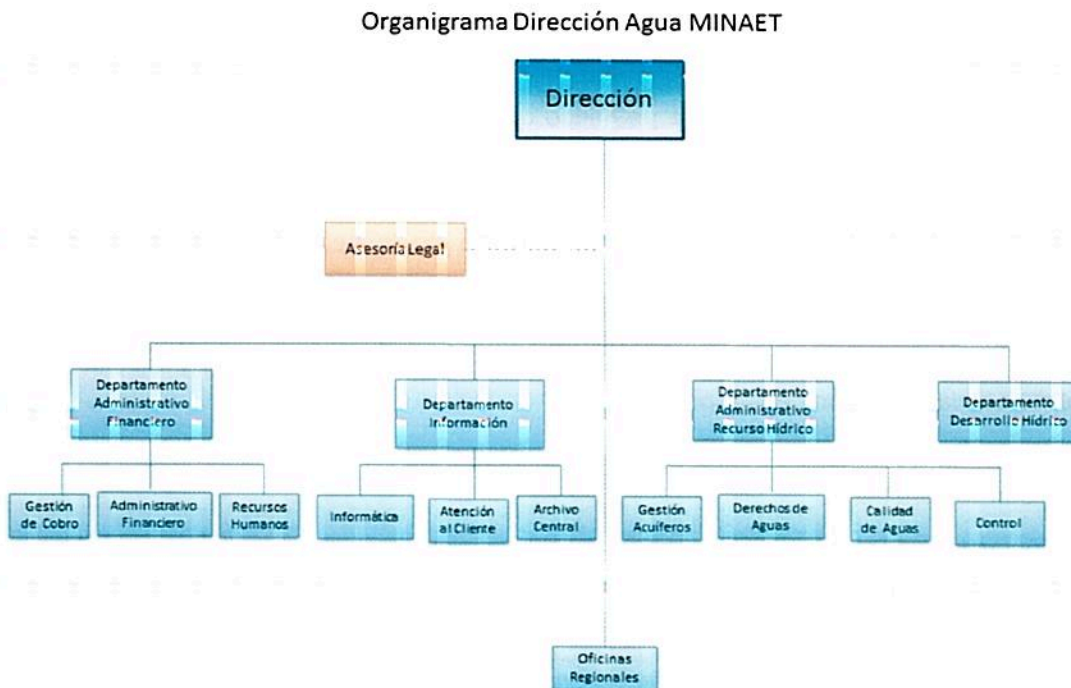 Organigrama Dirección Agua MINAET
Dirección
Asesoría Legal
Departamento
Administrativo
Financiero
Departamento
Información
Departamento
Administrativo
Recurso Hídrico
Departamento
Desarrollo Hídrico
Gestión
de Cobro
Administrativo
Financiero
Recursos
Humanos
Informática
Atención
al Cliente
Archivo
Central
Gestión
Acuíferos
Derechos de
Aguas
Calidad
de Aguas
Control
Oficinas
Regionales